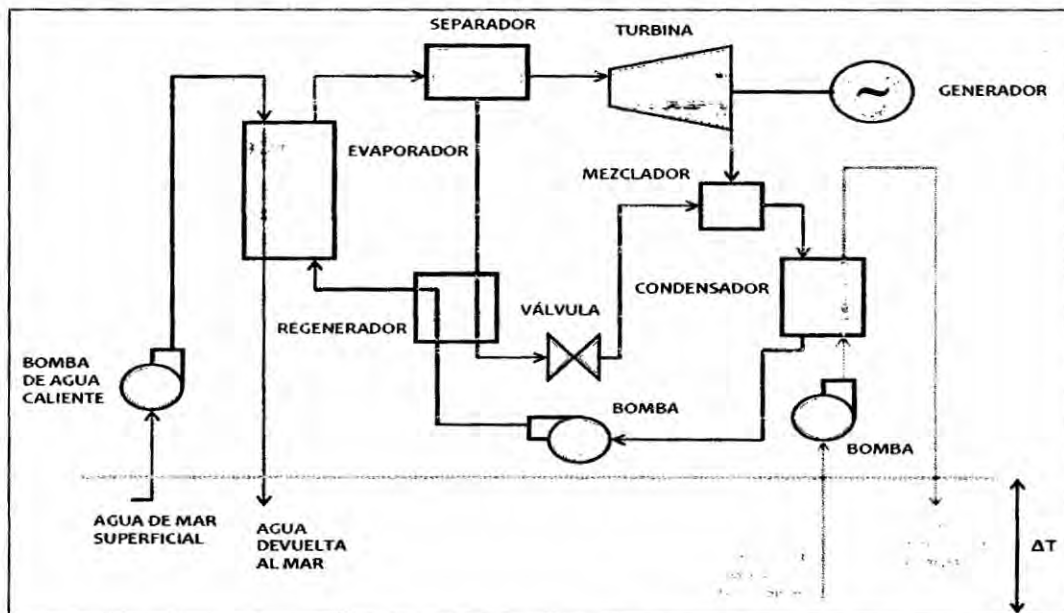 SEPARADOR
TURBINA
GENERADOR
EVAPORADOR
MEZCLADOR
REGENERADOR
VÁLVULA
CONDENSADOR
BOMBA
DE AGUA
CALIENTE
BOMBA
BOMBA
AGUA DE MAR
SUPERFICIAL
AGUA
DEVUELTA
AL MAR
ΔT